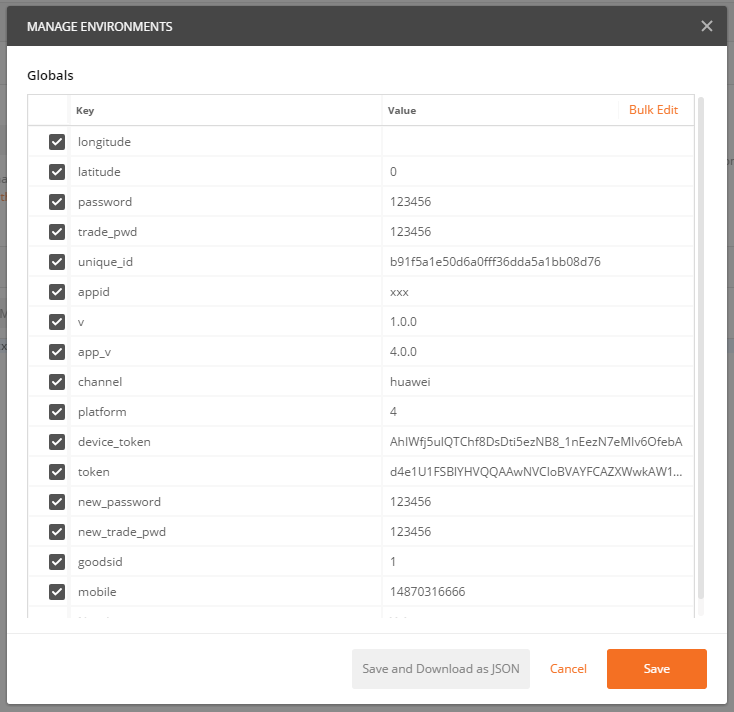 MANAGE ENVIRONMENTS
Globals
Key Value Bulk Edit
longitude
latitude 0
password 123456
trade_pwd 123456
unique_id b91f5a1e50d6a0fff36dda5a1bb08d76
appid xxx
v 1.0.0
app_v 4.0.0
channel huawei
platform 4
device_token AhIWfj5uIQTChf8DsDti5ezNB8_1nEezN7eMlv6OfebA
token d4e1U1FSBlYHVQQAAwNVCloBVAYFCAZXWwkAW1...
new_password 123456
new_trade_pwd 123456
goodsid 1
mobile 14870316666
Save and Download as JSON Cancel Save